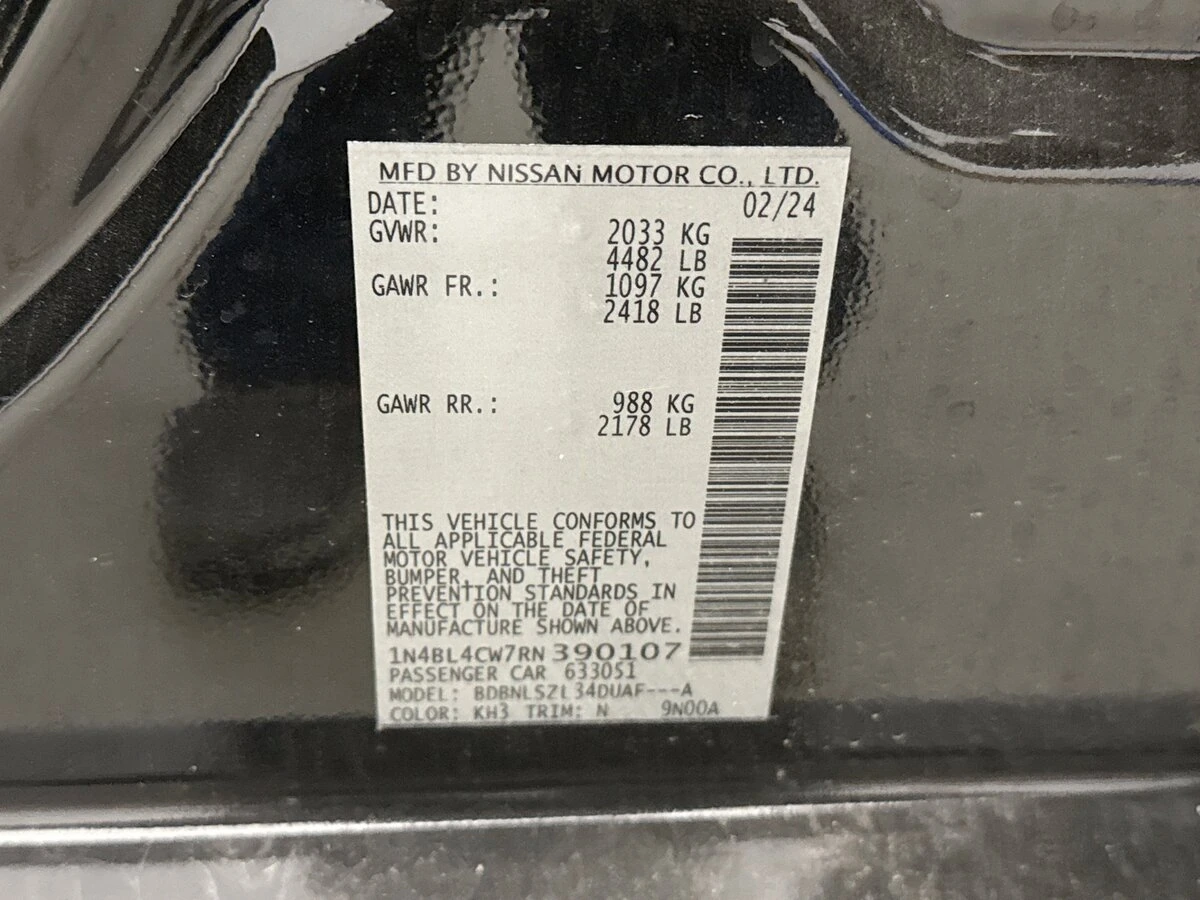 MFD BY NISSAN MOTOR CO., LTD.
DATE: 02/24
GVWR: 2033 KG
4482 LB
GAWR FR.: 1097 KG
2418 LB
GAWR RR.: 988 KG
2178 LB
THIS VEHICLE CONFORMS TO
ALL APPLICABLE FEDERAL
MOTOR VEHICLE SAFETY,
BUMPER, AND THEFT
PREVENTION STANDARDS IN
EFFECT ON THE DATE OF
MANUFACTURE SHOWN ABOVE.
1N4BL4CW7RN390107
PASSENGER CAR 633051
MODEL: BDBNLSZL34DUAF---A
COLOR: KH3 TRIM: N 9N00A